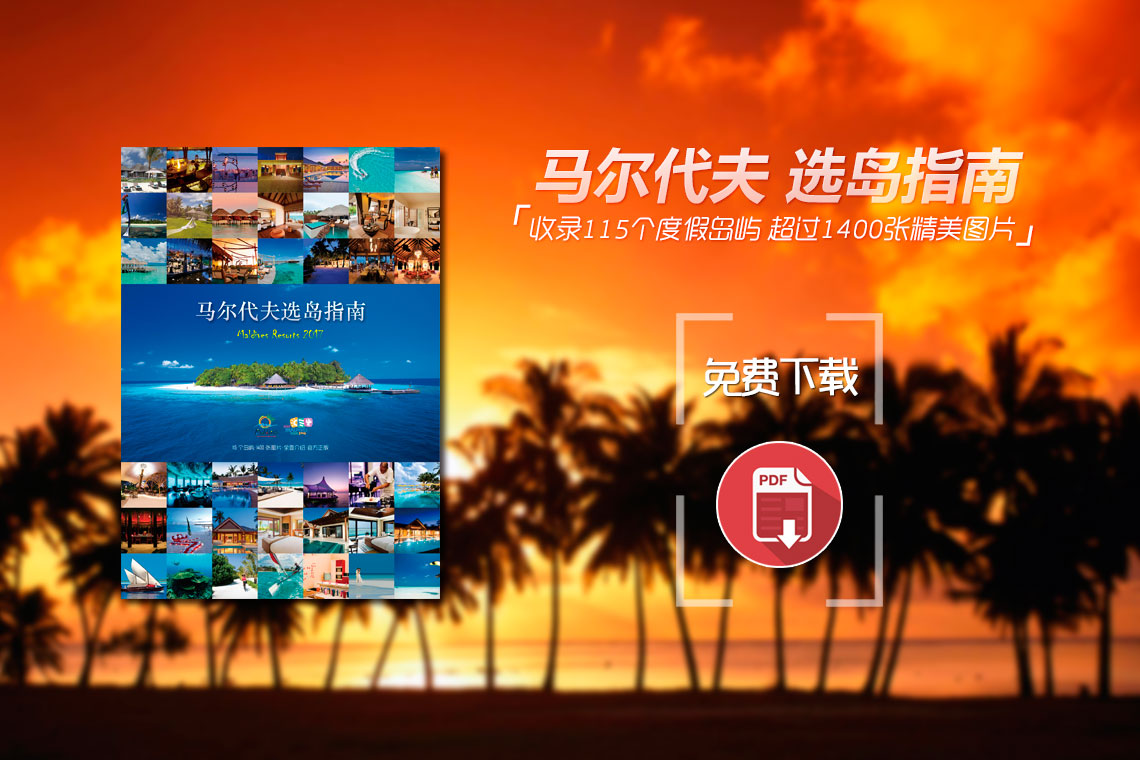 马尔代夫 选岛指南
「收录115个度假岛屿 超过1400张精美图片」
马尔代夫选岛指南
Maldives Resorts 2017
免费下载
PDF